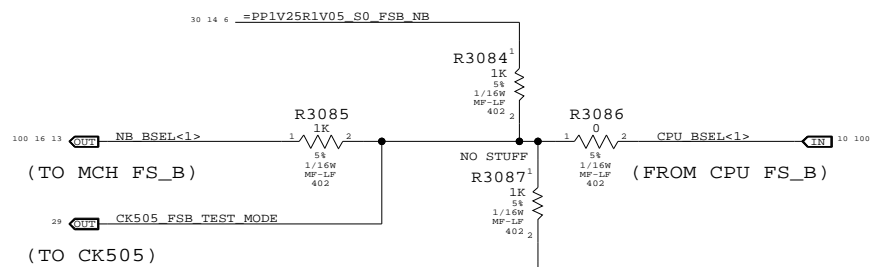 30 14 6 =PP1V25R1V05_S0_FSB_NB
R3084 1
1K
5%
1/16W
MF-LF
402
2
R3085
1K
1 2
5%
1/16W
MF-LF
402
R3086
0
1 2
5%
1/16W
MF-LF
402
100 16 13 OUT NB_BSEL<1>
CPU_BSEL<1> IN 10 100
(TO MCH FS_B)
NO STUFF
R3087 1
1K
5%
1/16W
MF-LF
402
2
(FROM CPU FS_B)
29 OUT CK505_FSB_TEST_MODE
(TO CK505)